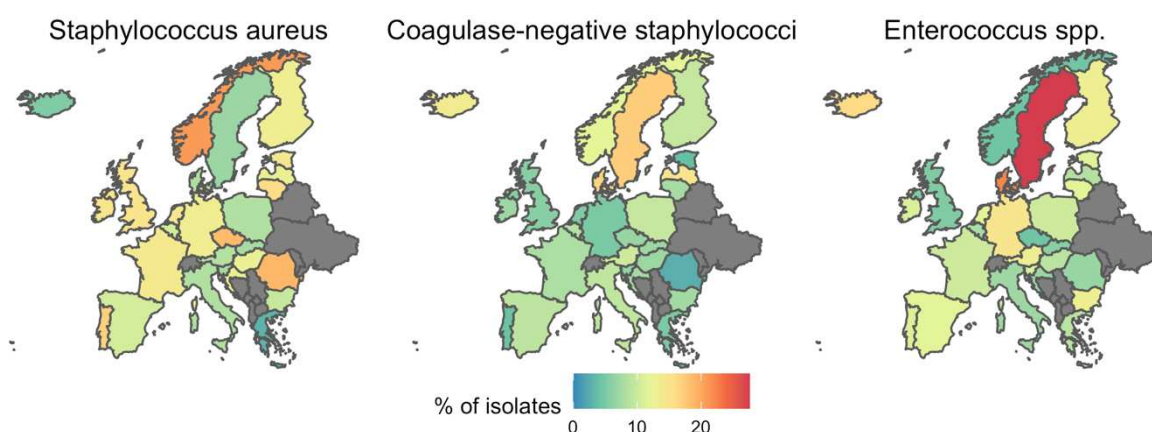 Staphylococcus aureus
Coagulase-negative staphylococci
Enterococcus spp.
% of isolates
0
10
20